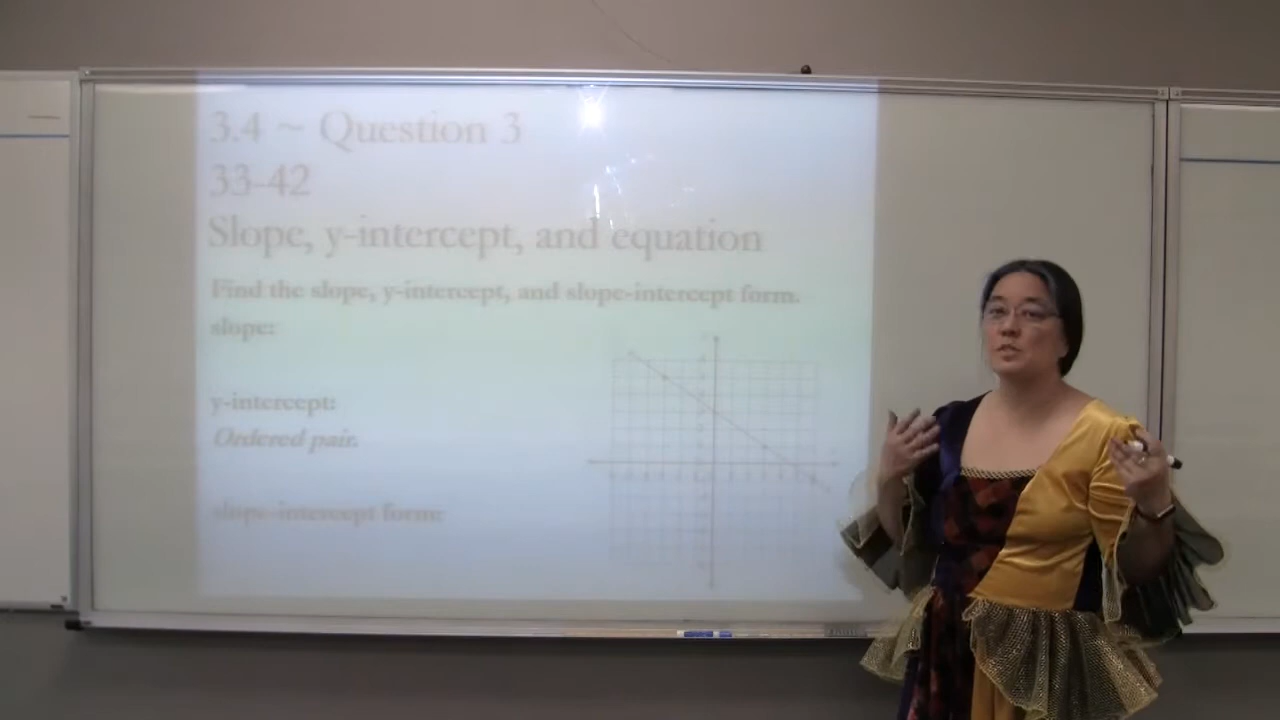 3.4 ~ Question 3
33-42
Slope, y-intercept, and equation
Find the slope, y-intercept, and slope-intercept form.
slope:
y-intercept:
Ordered pair.
slope-intercept form: